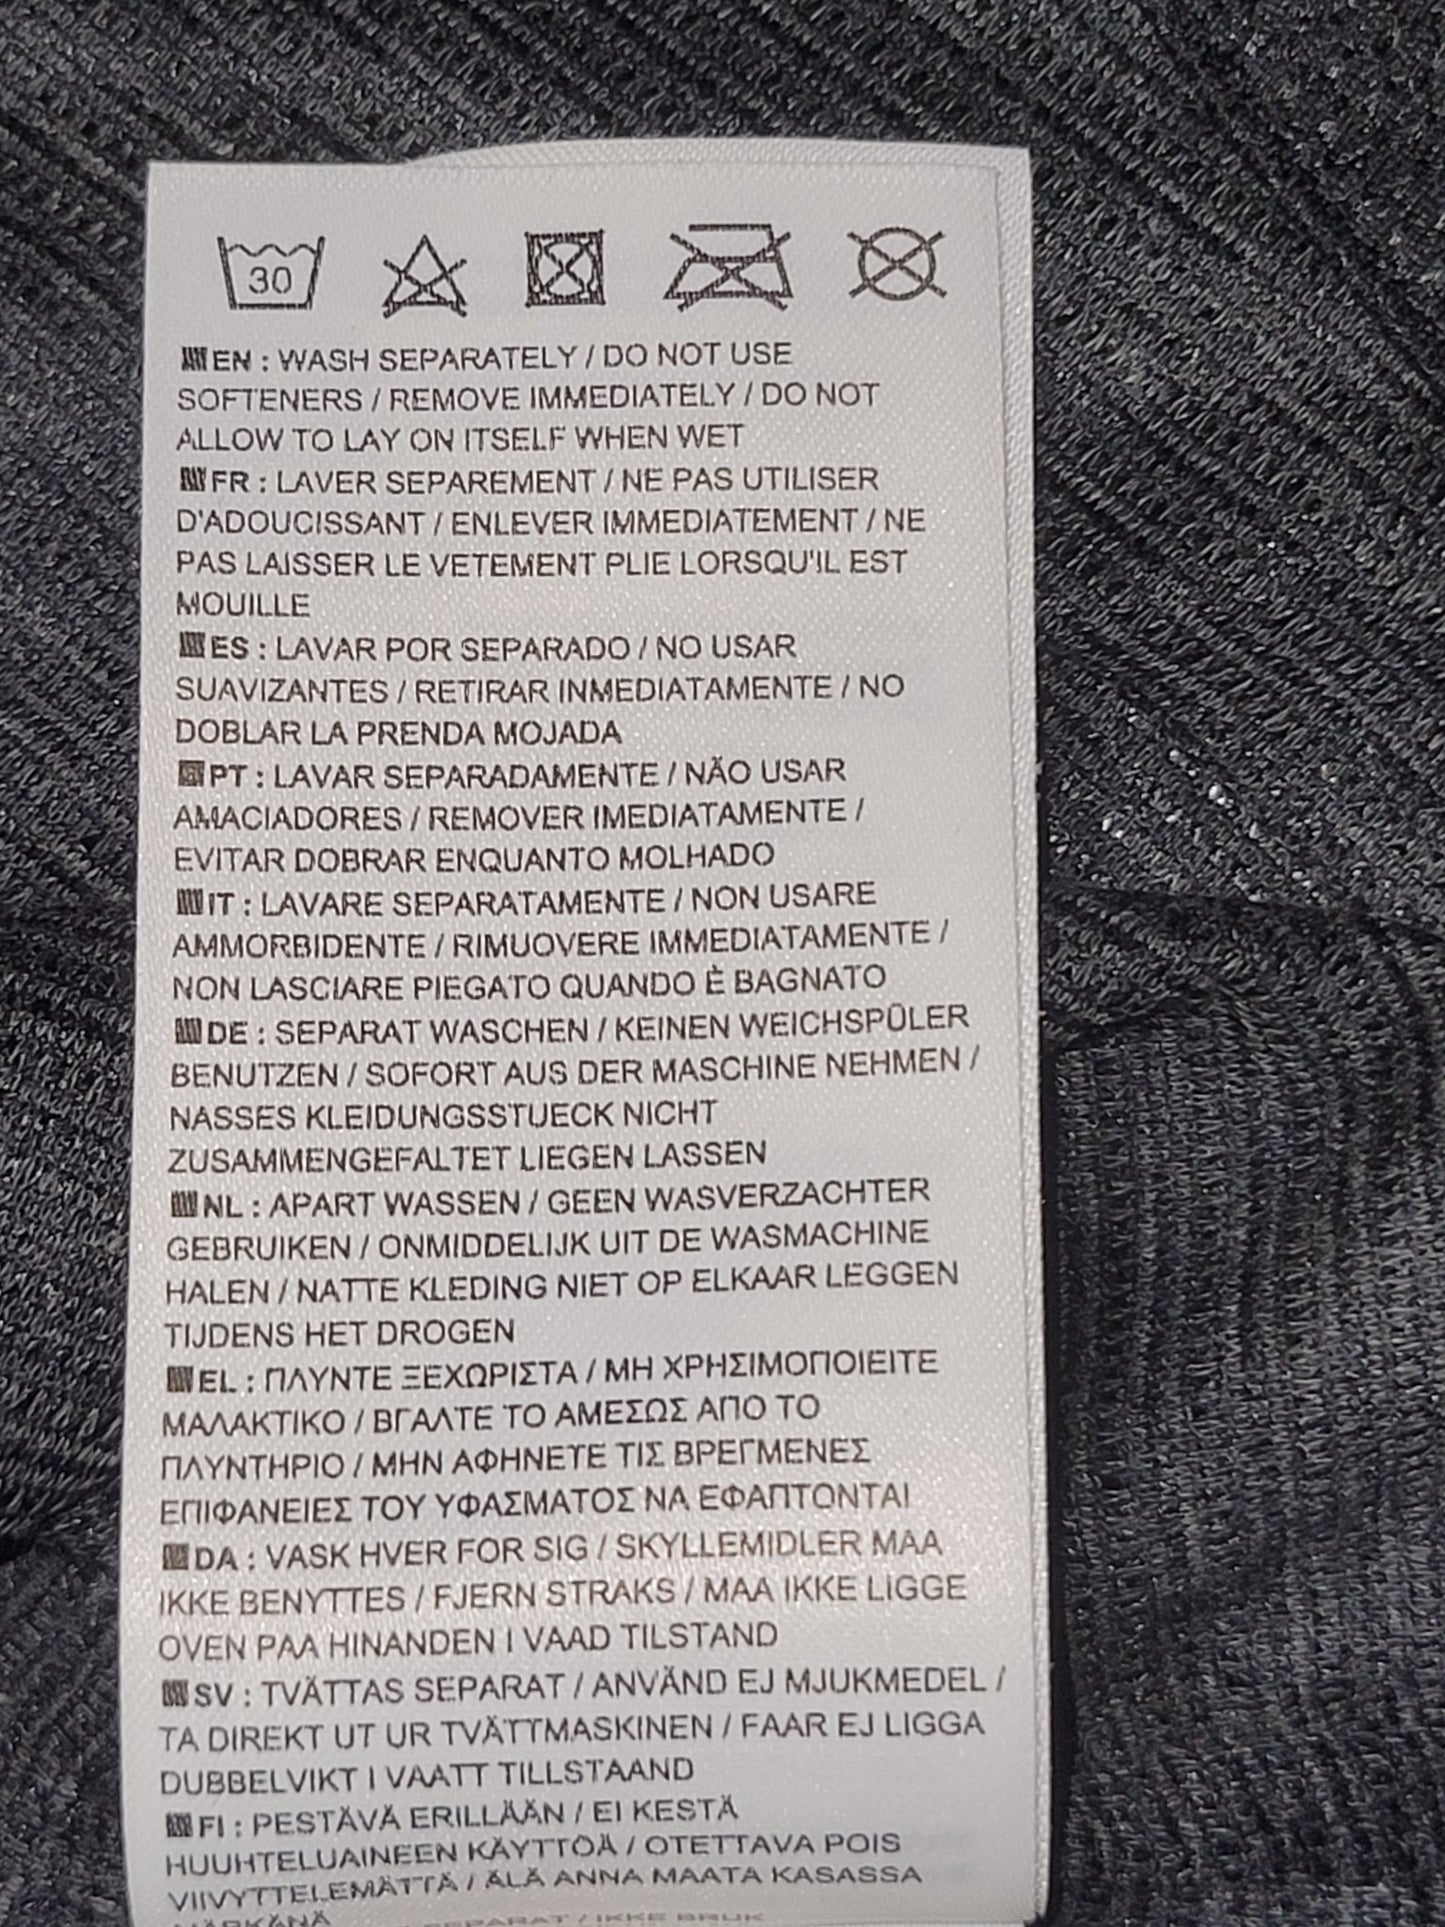 30
EN : WASH SEPARATELY / DO NOT USE
SOFTENERS / REMOVE IMMEDIATELY / DO NOT
ALLOW TO LAY ON ITSELF WHEN WET
FR : LAVER SEPAREMENT / NE PAS UTILISER
D'ADOUCISSANT / ENLEVER IMMEDIATEMENT / NE
PAS LAISSER LE VETEMENT PLIE LORSQU'IL EST
MOUILLE
ES : LAVAR POR SEPARADO / NO USAR
SUAVIZANTES / RETIRAR INMEDIATAMENTE / NO
DOBLAR LA PRENDA MOJADA
PT : LAVAR SEPARADAMENTE / NÃO USAR
AMACIADORES / REMOVER IMEDIATAMENTE /
EVITAR DOBRAR ENQUANTO MOLHADO
IT : LAVARE SEPARATAMENTE / NON USARE
AMMORBIDENTE / RIMUOVERE IMMEDIATAMENTE /
NON LASCIARE PIEGATO QUANDO È BAGNATO
DE : SEPARAT WASCHEN / KEINEN WEICHSPÜLER
BENUTZEN / SOFORT AUS DER MASCHINE NEHMEN /
NASSES KLEIDUNGSSTUECK NICHT
ZUSAMMENGEFALTET LIEGEN LASSEN
NL : APART WASSEN / GEEN WASVERZACHTER
GEBRUIKEN / ONMIDDELIJK UIT DE WASMACHINE
HALEN / NATTE KLEDING NIET OP ELKAAR LEGGEN
TIJDENS HET DROGEN
EL : ΠΛΥΝΤΕ ΞΕΧΩΡΙΣΤΑ / ΜΗ ΧΡΗΣΙΜΟΠΟΙΕΙΤΕ
ΜΑΛΑΚΤΙΚΟ / ΒΓΑΛΤΕ ΤΟ ΑΜΕΣΩΣ ΑΠΟ ΤΟ
ΠΛΥΝΤΗΡΙΟ / ΜΗΝ ΑΦΗΝΕΤΕ ΤΙΣ ΒΡΕΓΜΕΝΕΣ
ΕΠΙΦΑΝΕΙΕΣ ΤΟΥ ΥΦΑΣΜΑΤΟΣ ΝΑ ΕΦΑΠΤΟΝΤΑΙ
DA : VASK HVER FOR SIG / SKYLLEMIDLER MAA
IKKE BENYTTES / FJERN STRAKS / MAA IKKE LIGGE
OVEN PAA HINANDEN I VAAD TILSTAND
SV : TVÄTTAS SEPARAT / ANVÄND EJ MJUKMEDEL /
TA DIREKT UT UR TVÄTTMASKINEN / FAAR EJ LIGGA
DUBBELVIKT I VAATT TILLSTAAND
FI : PESTÄVÄ ERILLÄÄN / EI KESTÄ
HUUHTELUAINEEN KÄYTTÖÄ / OTETTAVA POIS
VIIVYTTELEMÄTTÄ / ÄLÄ ANNA MAATA KASASSA
MÄRKÄNÄ
SEPARAT / IKKE BRUK